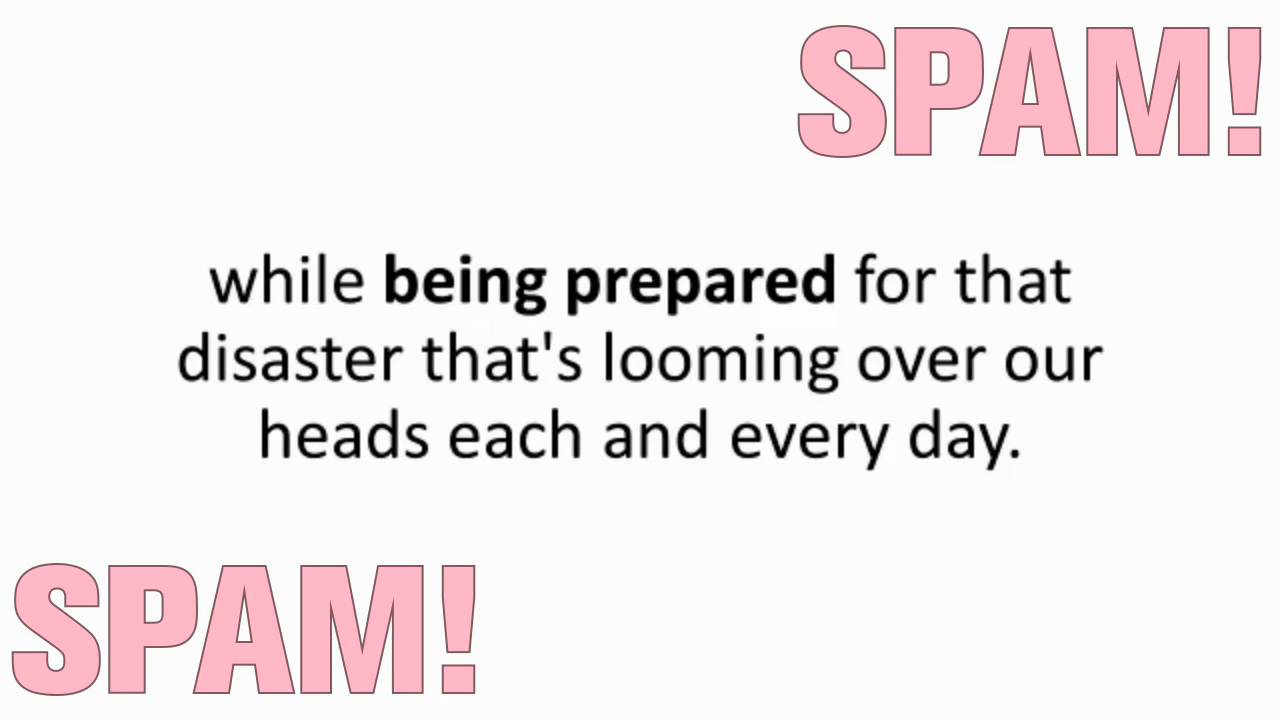 SPAM!
while being prepared for that
disaster that's looming over our
heads each and every day.
SPAM!